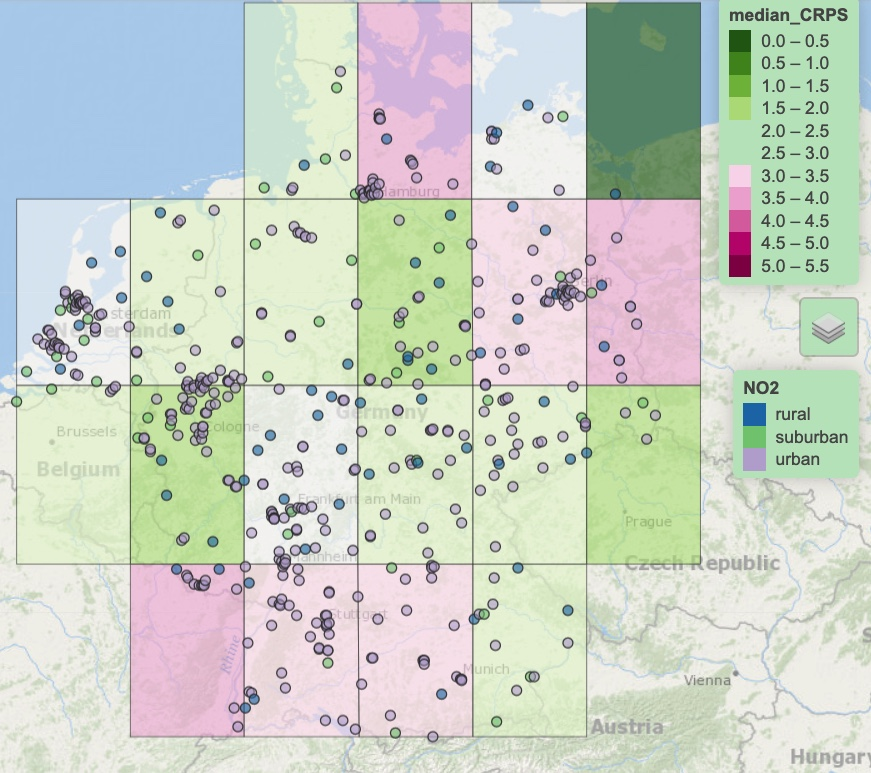 median_CRPS
0.0 – 0.5
0.5 – 1.0
1.0 – 1.5
1.5 – 2.0
2.0 – 2.5
2.5 – 3.0
3.0 – 3.5
3.5 – 4.0
4.0 – 4.5
4.5 – 5.0
5.0 – 5.5
Hamburg
Berlin
sterdam
Netherlands
NO2
rural
suburban
urban
Germany
Brussels
Cologne
Belgium
Frankfurt am Main
Prague
Mannheim
Czech Republic
Stuttgart
Rhine
Munich
Vienna
Austria
Hungary